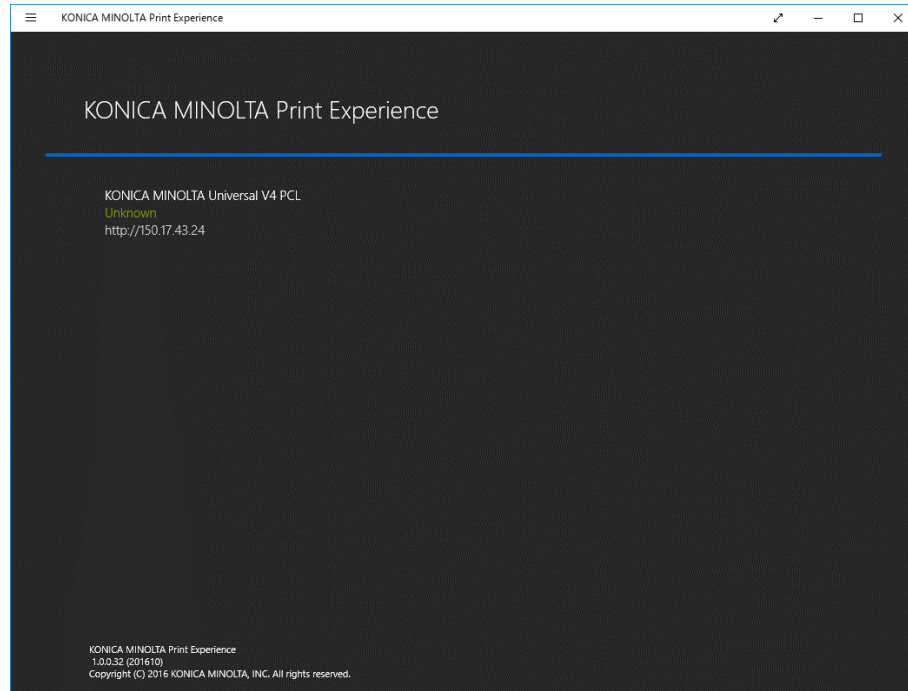 KONICA MINOLTA Print Experience
KONICA MINOLTA Print Experience
KONICA MINOLTA Universal V4 PCL
Unknown
http://150.17.43.24
KONICA MINOLTA Print Experience
1.0.0.32 (201610)
Copyright (C) 2016 KONICA MINOLTA, INC. All rights reserved.